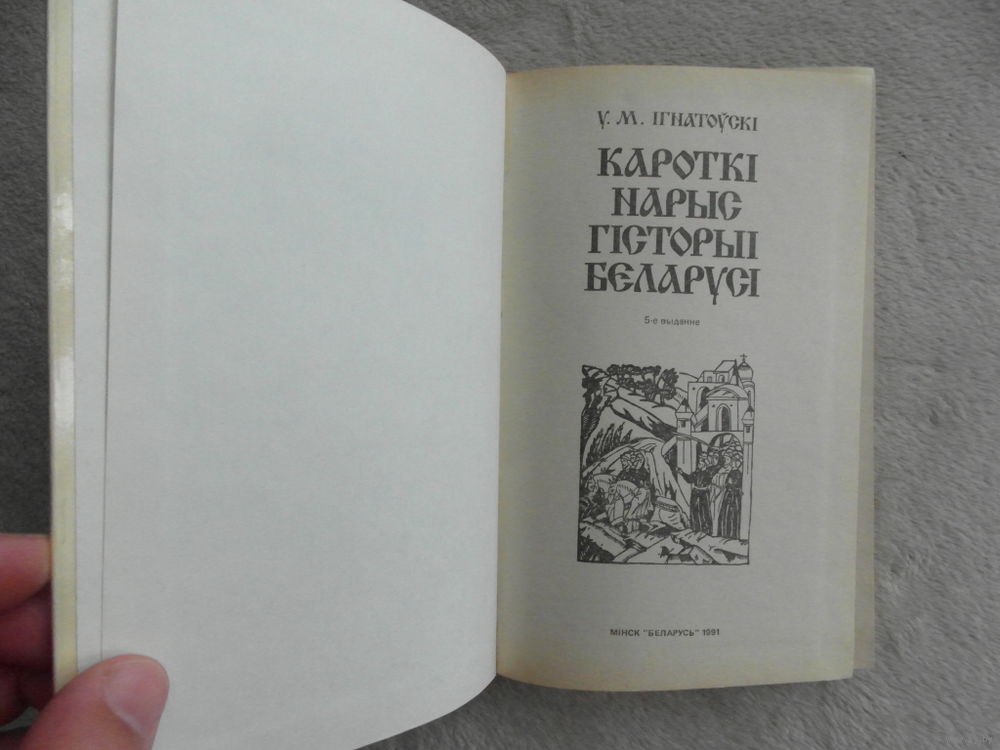 У. М. ІГНАТОЎСКІ
КАРОТКІ
НАРЫС
ГІСТОРЫІ
БЕЛАРУСІ
5-е выданне
МІНСК "БЕЛАРУСЬ" 1991